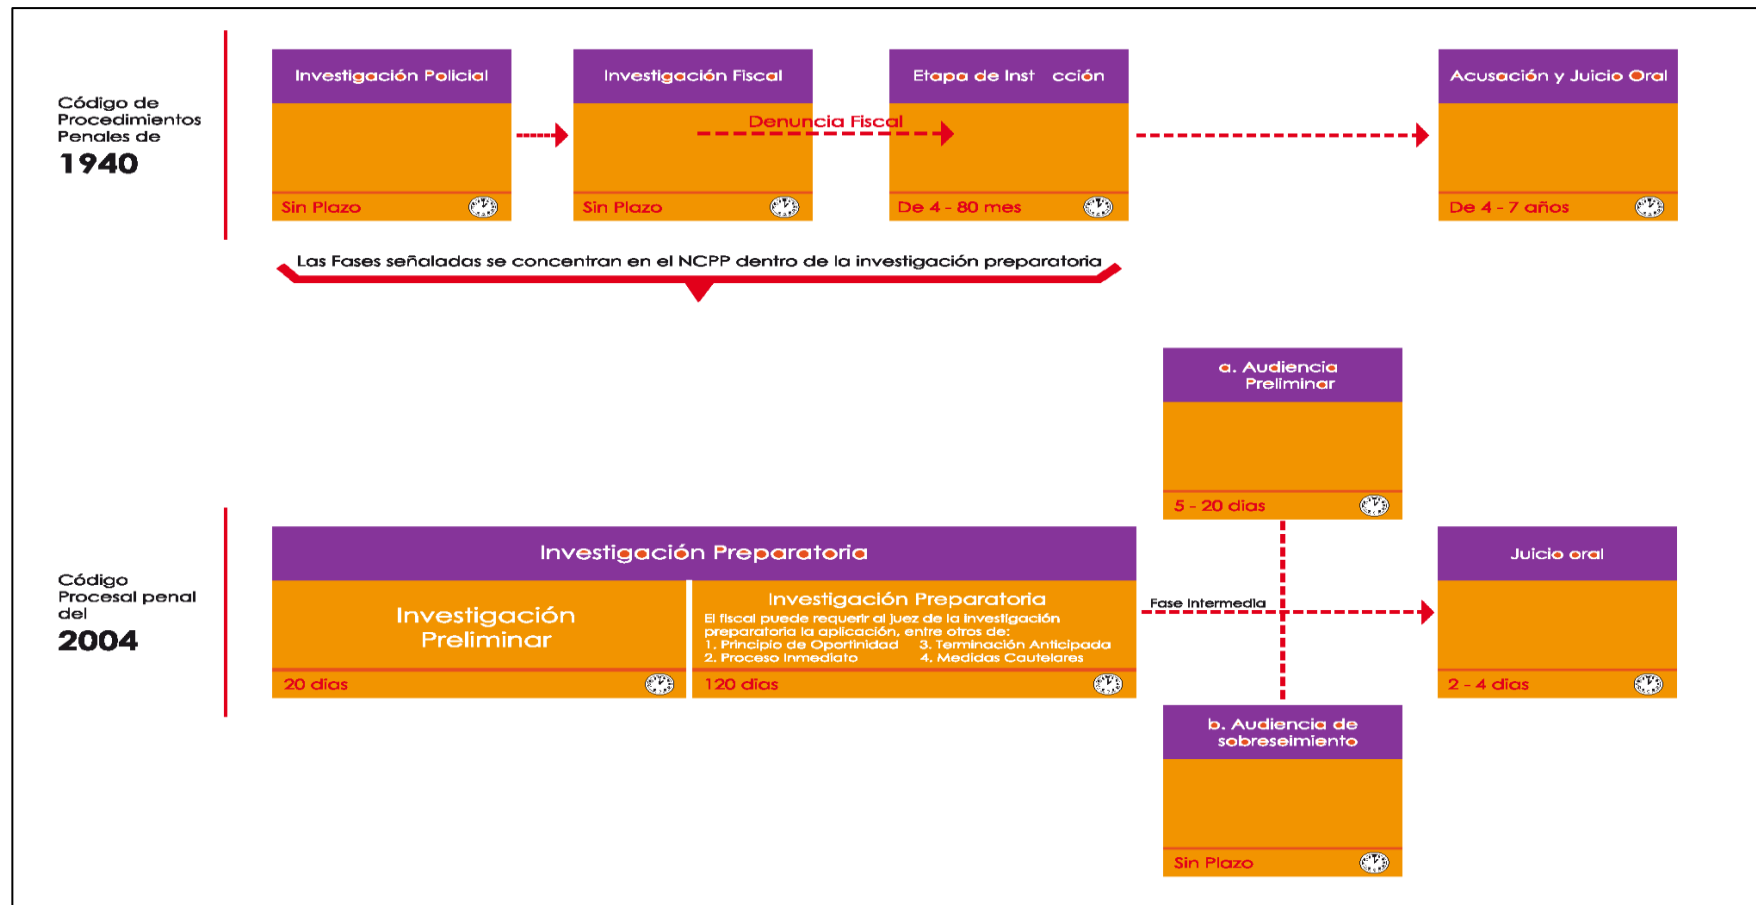 Código de
Procedimientos
Penales de
1940
Investigación Policial
Sin Plazo
Investigación Fiscal
Sin Plazo
Denuncia Fiscal
Etapa de Inst cción
De 4 - 80 mes
Acusación y Juicio Oral
De 4 - 7 años
Las Fases señaladas se concentran en el NCPP dentro de la investigación preparatoria
Código
Procesal penal
del
2004
Investigación Preparatoria
Investigación
Preliminar
20 dias
Investigación Preparatoria
El fiscal puede requerir al juez de la Investigación
preparatoria la aplicación, entre otros de:
1. Principio de Oportinidad 3. Terminación Anticipada
2. Proceso Inmediato 4. Medidas Cautelares
120 dias
Fase Intermedia
a. Audiencia
Preliminar
5 - 20 dias
b. Audiencia de
sobreseimiento
Sin Plazo
Juicio oral
2 - 4 dias